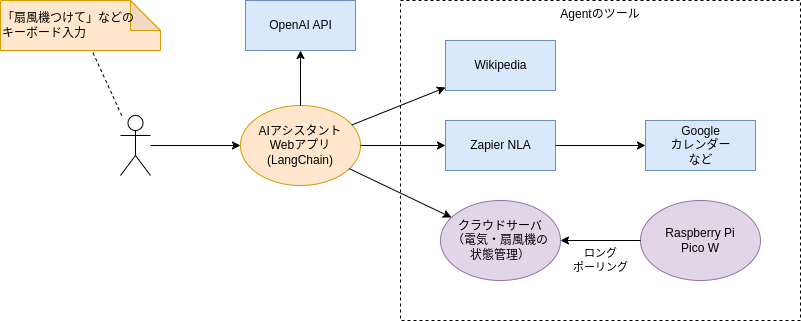 「扇風機つけて」などの
キーボード入力
OpenAI API
Agentのツール
Wikipedia
AIアシスタント
Webアプリ
(LangChain)
Zapier NLA
Google
カレンダー
など
クラウドサーバ
（電気・扇風機の
状態管理）
ロング
ポーリング
Raspberry Pi
Pico W